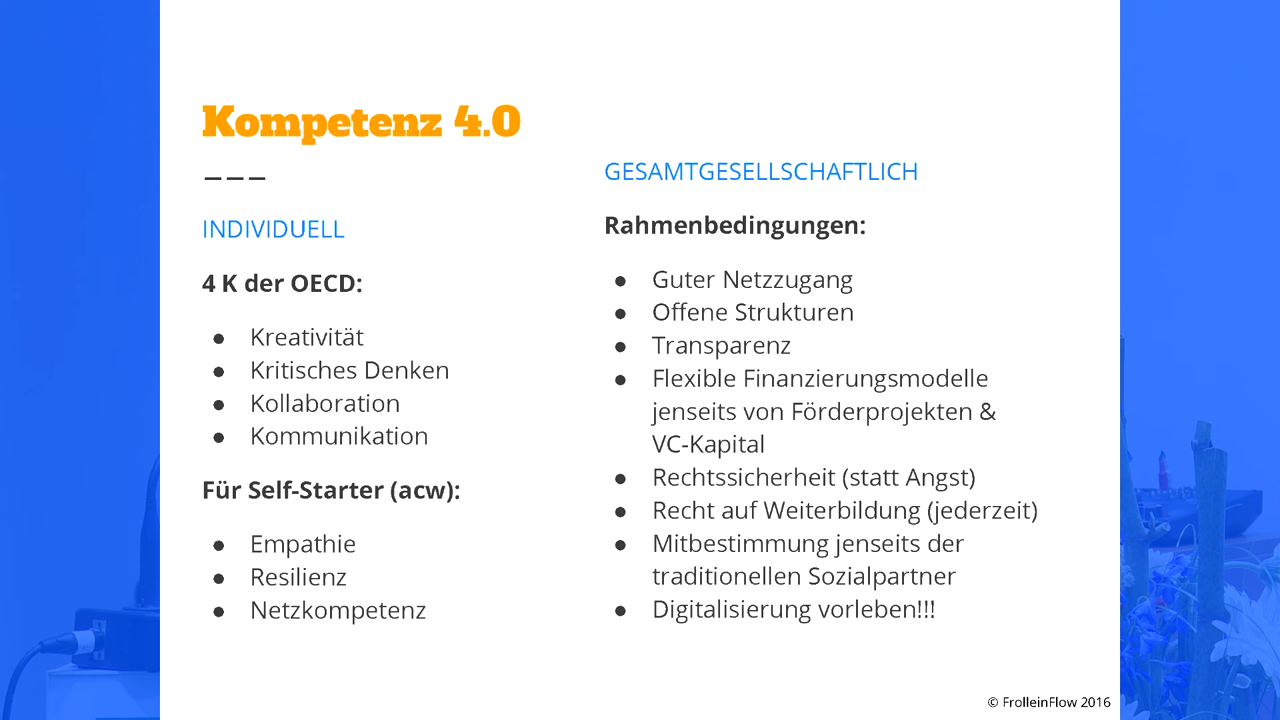 Kompetenz 4.0
___
INDIVIDUELL
4 K der OECD:
● Kreativität
● Kritisches Denken
● Kollaboration
● Kommunikation
Für Self-Starter (acw):
● Empathie
● Resilienz
● Netzkompetenz
GESAMTGESELLSCHAFTLICH
Rahmenbedingungen:
● Guter Netzzugang
● Offene Strukturen
● Transparenz
● Flexible Finanzierungsmodelle
jenseits von Förderprojekten &
VC-Kapital
● Rechtssicherheit (statt Angst)
● Recht auf Weiterbildung (jederzeit)
● Mitbestimmung jenseits der
traditionellen Sozialpartner
● Digitalisierung vorleben!!!
© FrolleinFlow 2016